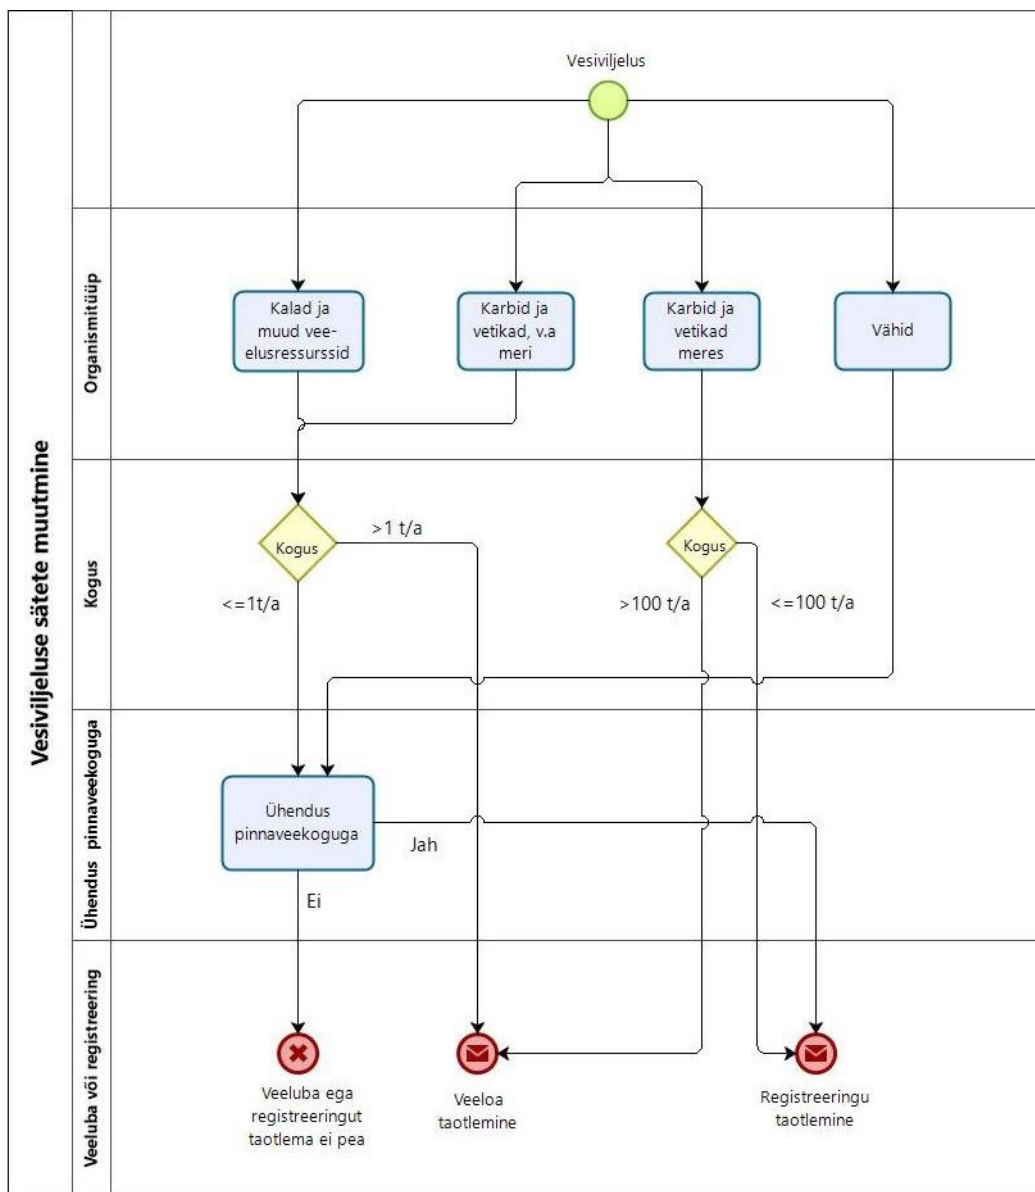 Vesiviljeluse sätete muutmine
Vesiviljelus
Organismitüüp
Kalad ja
muud vee-
elusressurssid
Karbid ja
vetikad, v.a
meri
Karbid ja
vetikad
meres
Vähid
Kogus
Kogus
>1 t/a
<=1t/a
Kogus
>100 t/a
<=100 t/a
Ühendus pinnaveekoguga
Ühendus
pinnaveekoguga
Jah
Ei
Veeluba või registreering
Veeluba ega
registreeringut
taotlema ei pea
Veeloa
taotlemine
Registreeringu
taotlemine